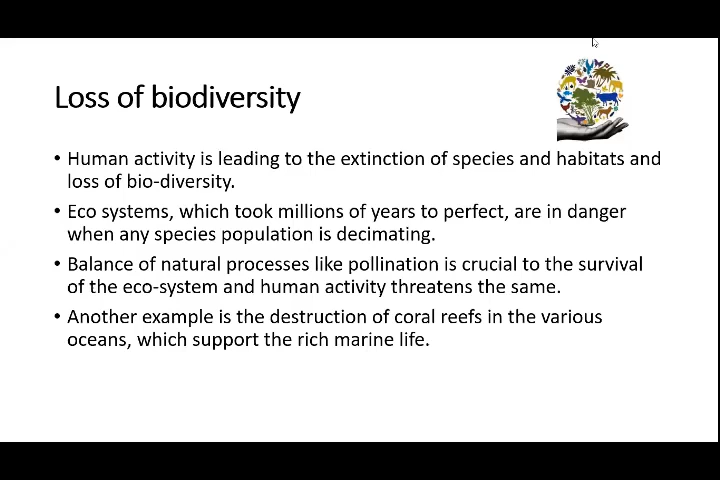 Loss of biodiversity
• Human activity is leading to the extinction of species and habitats and
loss of bio-diversity.
• Eco systems, which took millions of years to perfect, are in danger
when any species population is decimating.
• Balance of natural processes like pollination is crucial to the survival
of the eco-system and human activity threatens the same.
• Another example is the destruction of coral reefs in the various
oceans, which support the rich marine life.